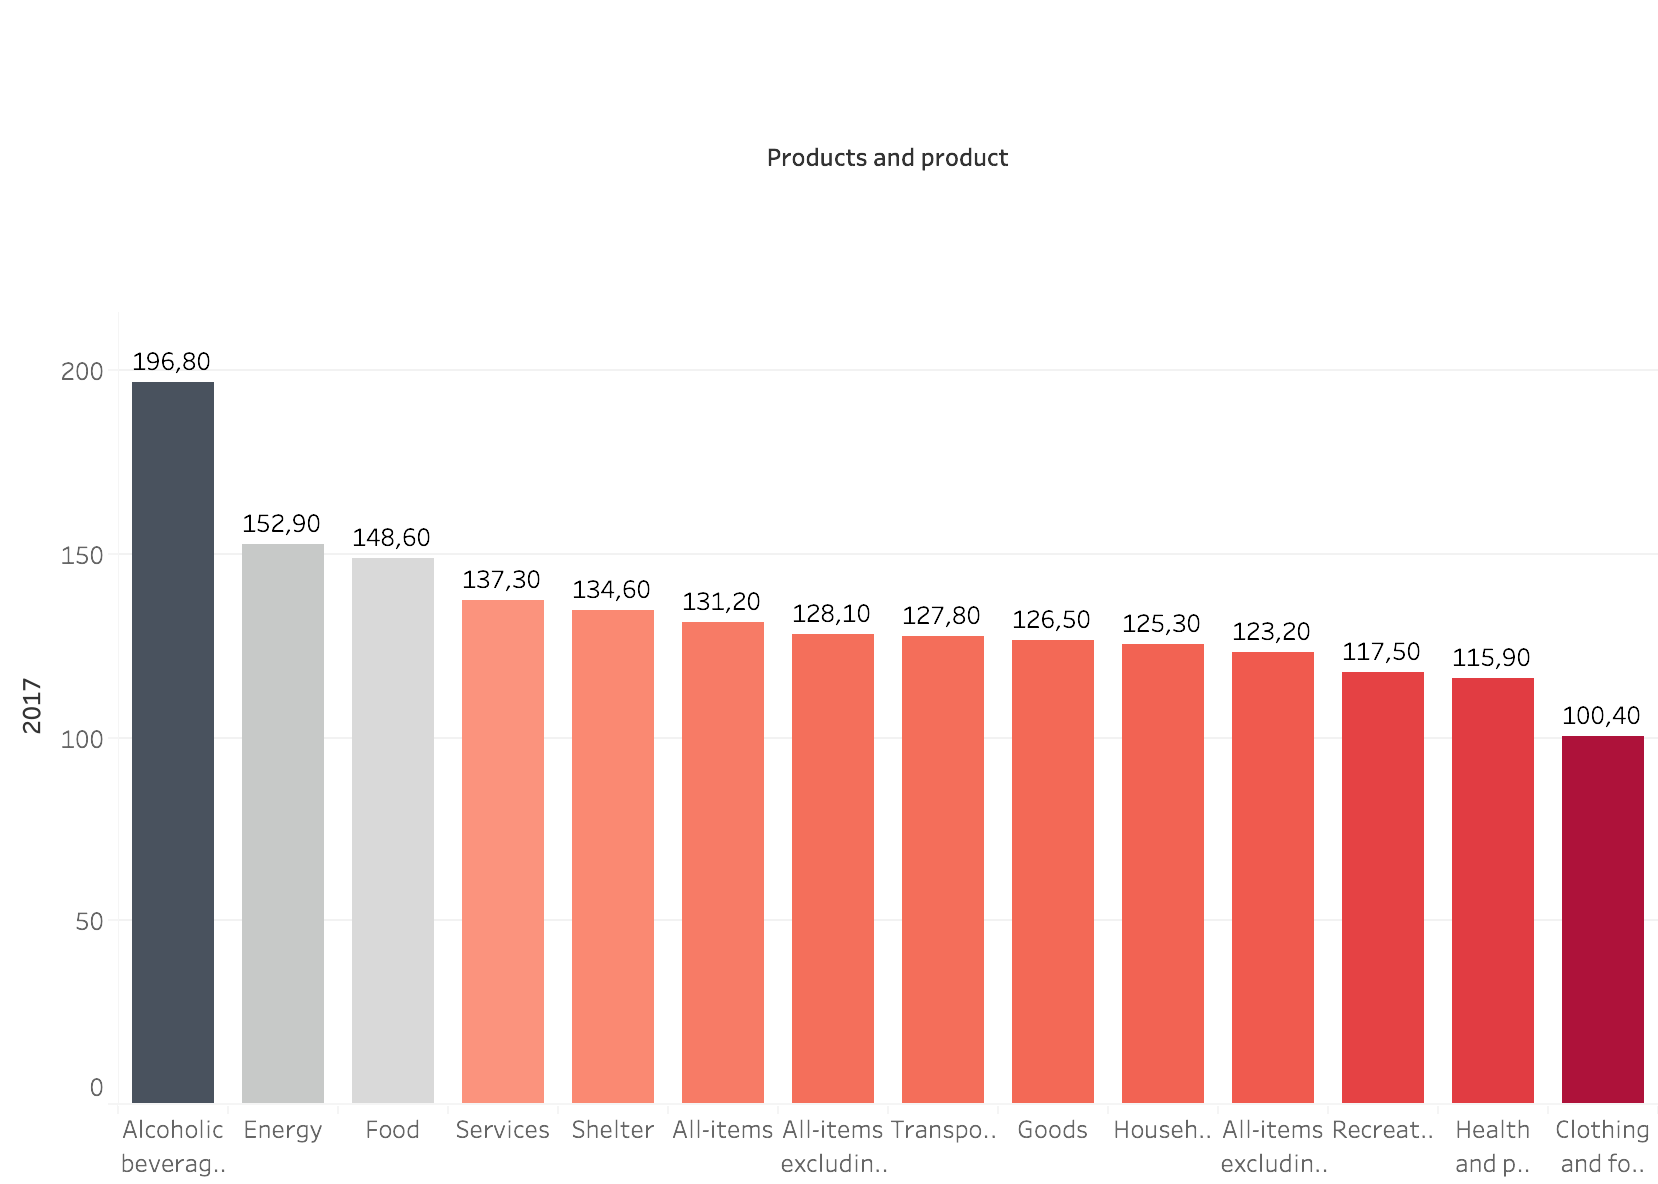 Products and product
200
150
100
50
0
2017
196,80
152,90
148,60
137,30
134,60
131,20
128,10
127,80
126,50
125,30
123,20
117,50
115,90
100,40
Alcoholic
beverag..
Energy
Food
Services
Shelter
All-items
All-items
excludin..
Transpo..
Goods
Househ..
All-items
excludin..
Recreat..
Health
and p..
Clothing
and fo..